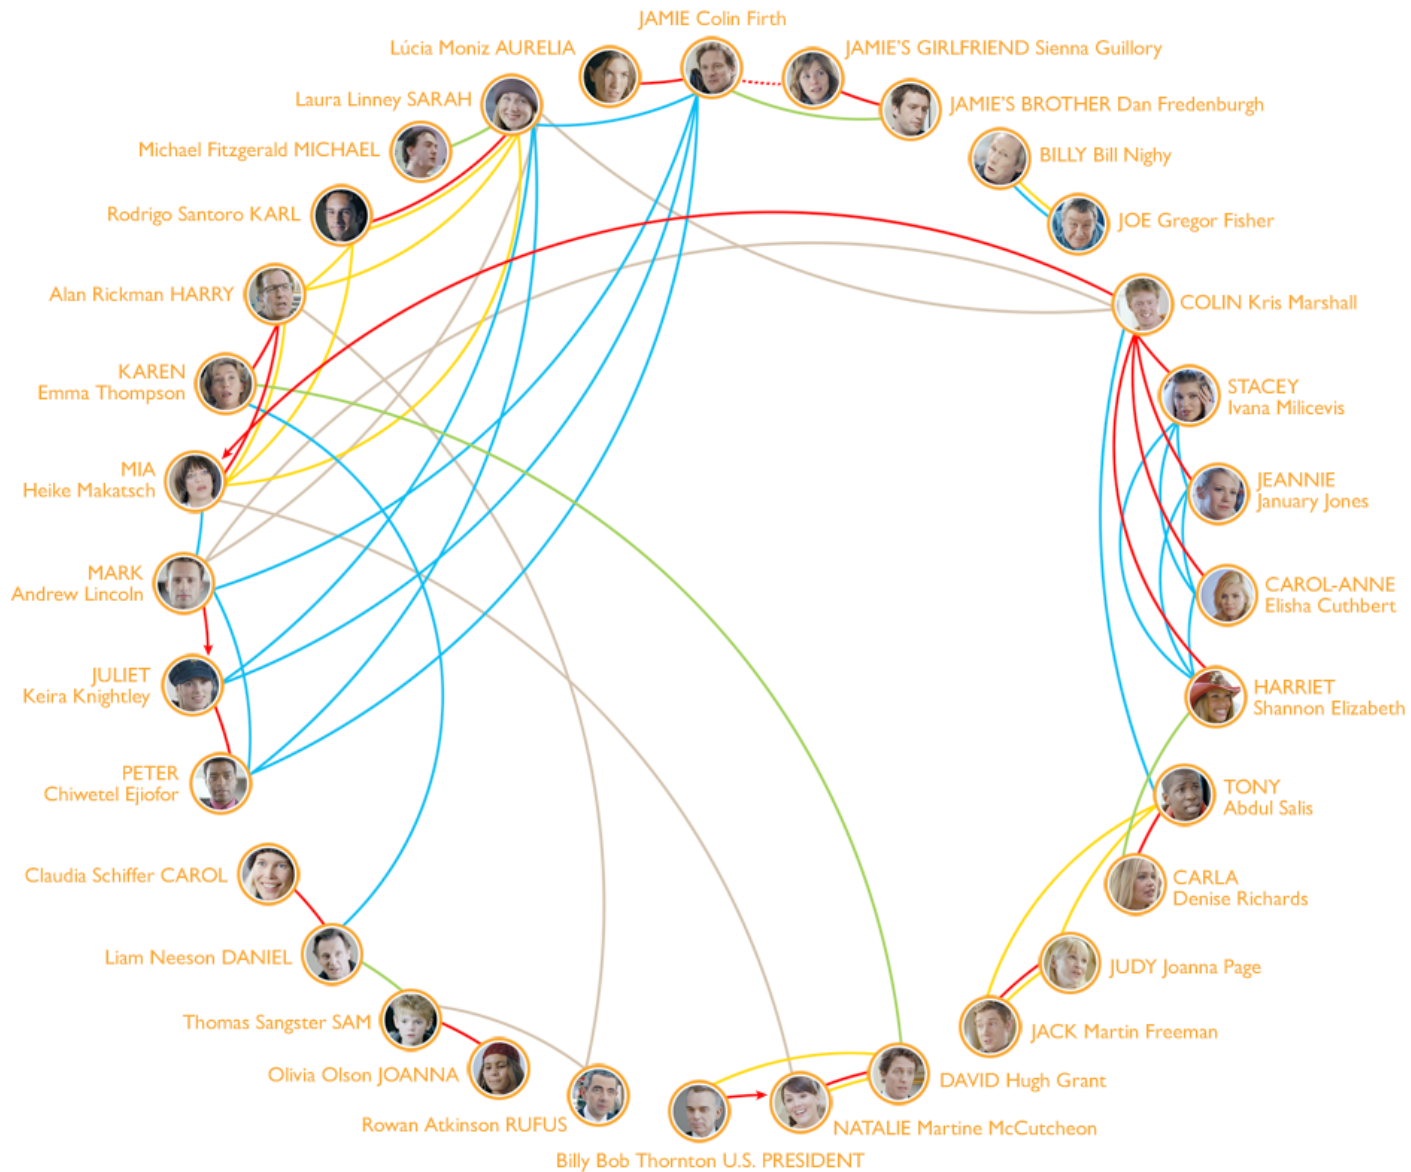 JAMIE Colin Firth
Lúcia Moniz AURELIA
JAMIE'S GIRLFRIEND Sienna Guillory
Laura Linney SARAH
JAMIE'S BROTHER Dan Fredenburgh
Michael Fitzgerald MICHAEL
BILLY Bill Nighy
Rodrigo Santoro KARL
JOE Gregor Fisher
Alan Rickman HARRY
COLIN Kris Marshall
KAREN
Emma Thompson
STACEY
Ivana Milicevis
MIA
Heike Makatsch
JEANNIE
January Jones
MARK
Andrew Lincoln
CAROL-ANNE
Elisha Cuthbert
JULIET
Keira Knightley
HARRIET
Shannon Elizabeth
PETER
Chiwetel Ejiofor
TONY
Abdul Salis
Claudia Schiffer CAROL
CARLA
Denise Richards
Liam Neeson DANIEL
JUDY Joanna Page
Thomas Sangster SAM
JACK Martin Freeman
Olivia Olson JOANNA
DAVID Hugh Grant
Rowan Atkinson RUFUS
NATALIE Martine McCutcheon
Billy Bob Thornton U.S. PRESIDENT